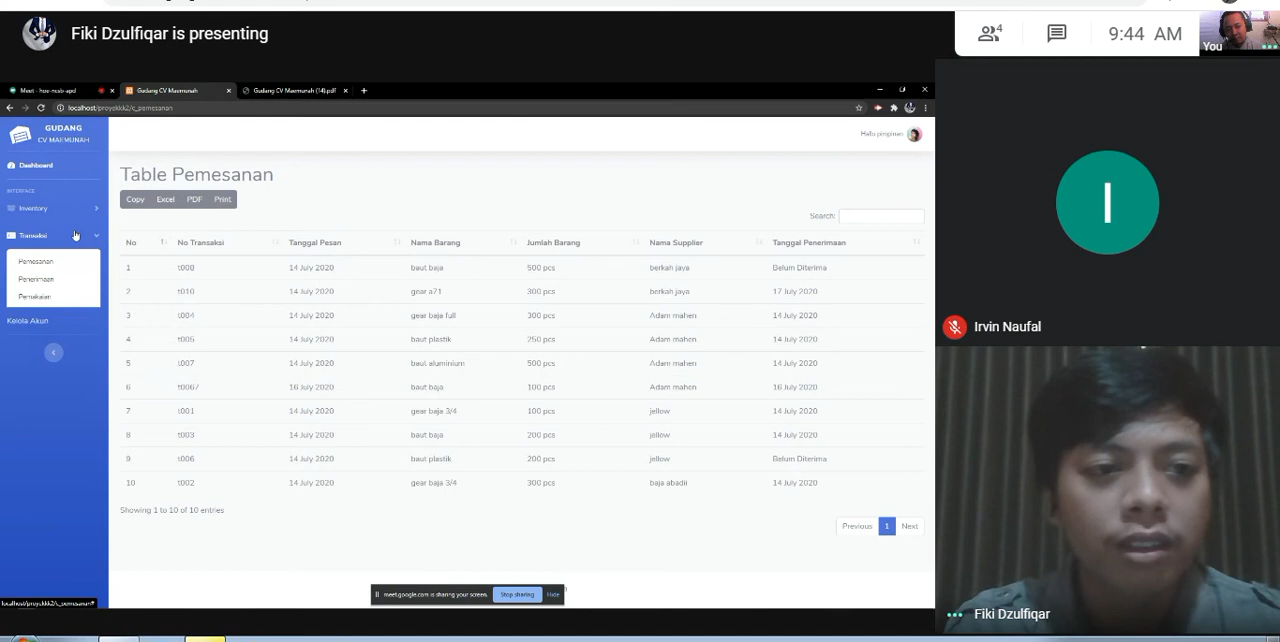 Fiki Dzulfiqar is presenting
4
9:44 AM
You
Meet - hoe-ncsb-apd
Gudang CV Maemunah
Gudang CV Maemunah (14).pdf
localhost/proyekkk2/c_pemesanan
GUDANG
CV MAEMUNAH
Hello pimpinan
Dashboard
INTERFACE
Inventory
Transaksi
Pemesanan
Penerimaan
Pemakaian
Kelola Akun
Table Pemesanan
Copy Excel PDF Print
Search:
No No Transaksi Tanggal Pesan Nama Barang Jumlah Barang Nama Supplier Tanggal Penerimaan
1 t008 14 July 2020 baut baja 500 pcs berkah jaya Belum Diterima
2 t010 14 July 2020 gear a71 300 pcs berkah jaya 17 July 2020
3 t004 14 July 2020 gear baja full 300 pcs Adam mahen 14 July 2020
4 t005 14 July 2020 baut plastik 250 pcs Adam mahen 14 July 2020
5 t007 14 July 2020 baut aluminium 500 pcs Adam mahen 14 July 2020
6 t0067 16 July 2020 baut baja 100 pcs Adam mahen 16 July 2020
7 t001 14 July 2020 gear baja 3/4 100 pcs jellow 14 July 2020
8 t003 14 July 2020 baut baja 200 pcs jellow 14 July 2020
9 t006 14 July 2020 baut plastik 200 pcs jellow Belum Diterima
10 t002 14 July 2020 gear baja 3/4 300 pcs baja abadii 14 July 2020
Showing 1 to 10 of 10 entries
Previous 1 Next
meet.google.com is sharing your screen. Stop sharing Hide
localhost/proyekkk2/c_pemesanan#
I
Irvin Naufal
Fiki Dzulfiqar